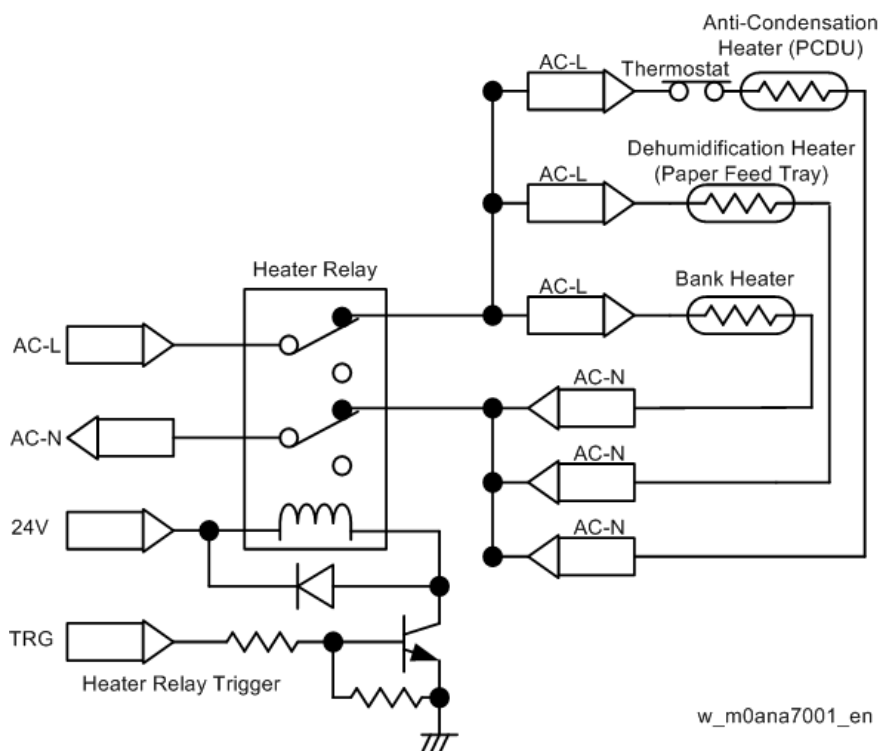 Anti-Condensation
Heater (PCDU)
AC-L
Thermostat
Dehumidification Heater
(Paper Feed Tray)
AC-L
Heater Relay
Bank Heater
AC-L
AC-L
AC-N
AC-N
AC-N
24V
AC-N
TRG
Heater Relay Trigger
w_m0ana7001_en